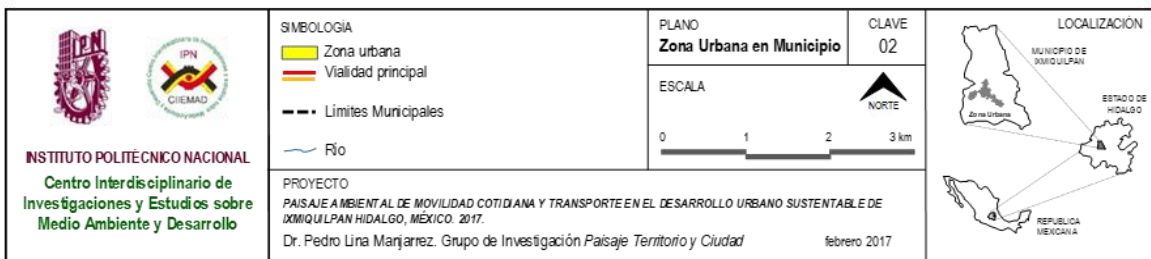 IPN
IPN
CIIEMAD
INSTITUTO POLITÉCNICO NACIONAL
Centro Interdisciplinario de
Investigaciones y Estudios sobre
Medio Ambiente y Desarrollo
SIMBOLOGÍA
Zona urbana
Vialidad principal
Límites Municipales
Río
PLANO
Zona Urbana en Municipio
CLAVE
02
ESCALA
NORTE
0 1 2 3 km
PROYECTO
PAISAJE AMBIENTAL DE MOVILIDAD COTIDIANA Y TRANSPORTE EN EL DESARROLLO URBANO SUSTENTABLE DE
IXMIQUILPAN HIDALGO, MÉXICO. 2017.
Dr. Pedro Lina Manjarrez. Grupo de Investigación Paisaje Territorio y Ciudad
febrero 2017
LOCALIZACIÓN
MUNICIPIO DE
IXMIQUILPAN
Zona Urbana
ESTADO DE
HIDALGO
REPUBLICA
MEXICANA